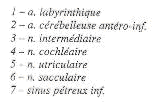 1 – a. labyrinthique
2 – a. cérébelleuse antéro-inf.
3 – n. intermédiaire
4 – n. cochléaire
5 – n. utriculaire
6 – n. sacculaire
7 – sinus pétreux inf.